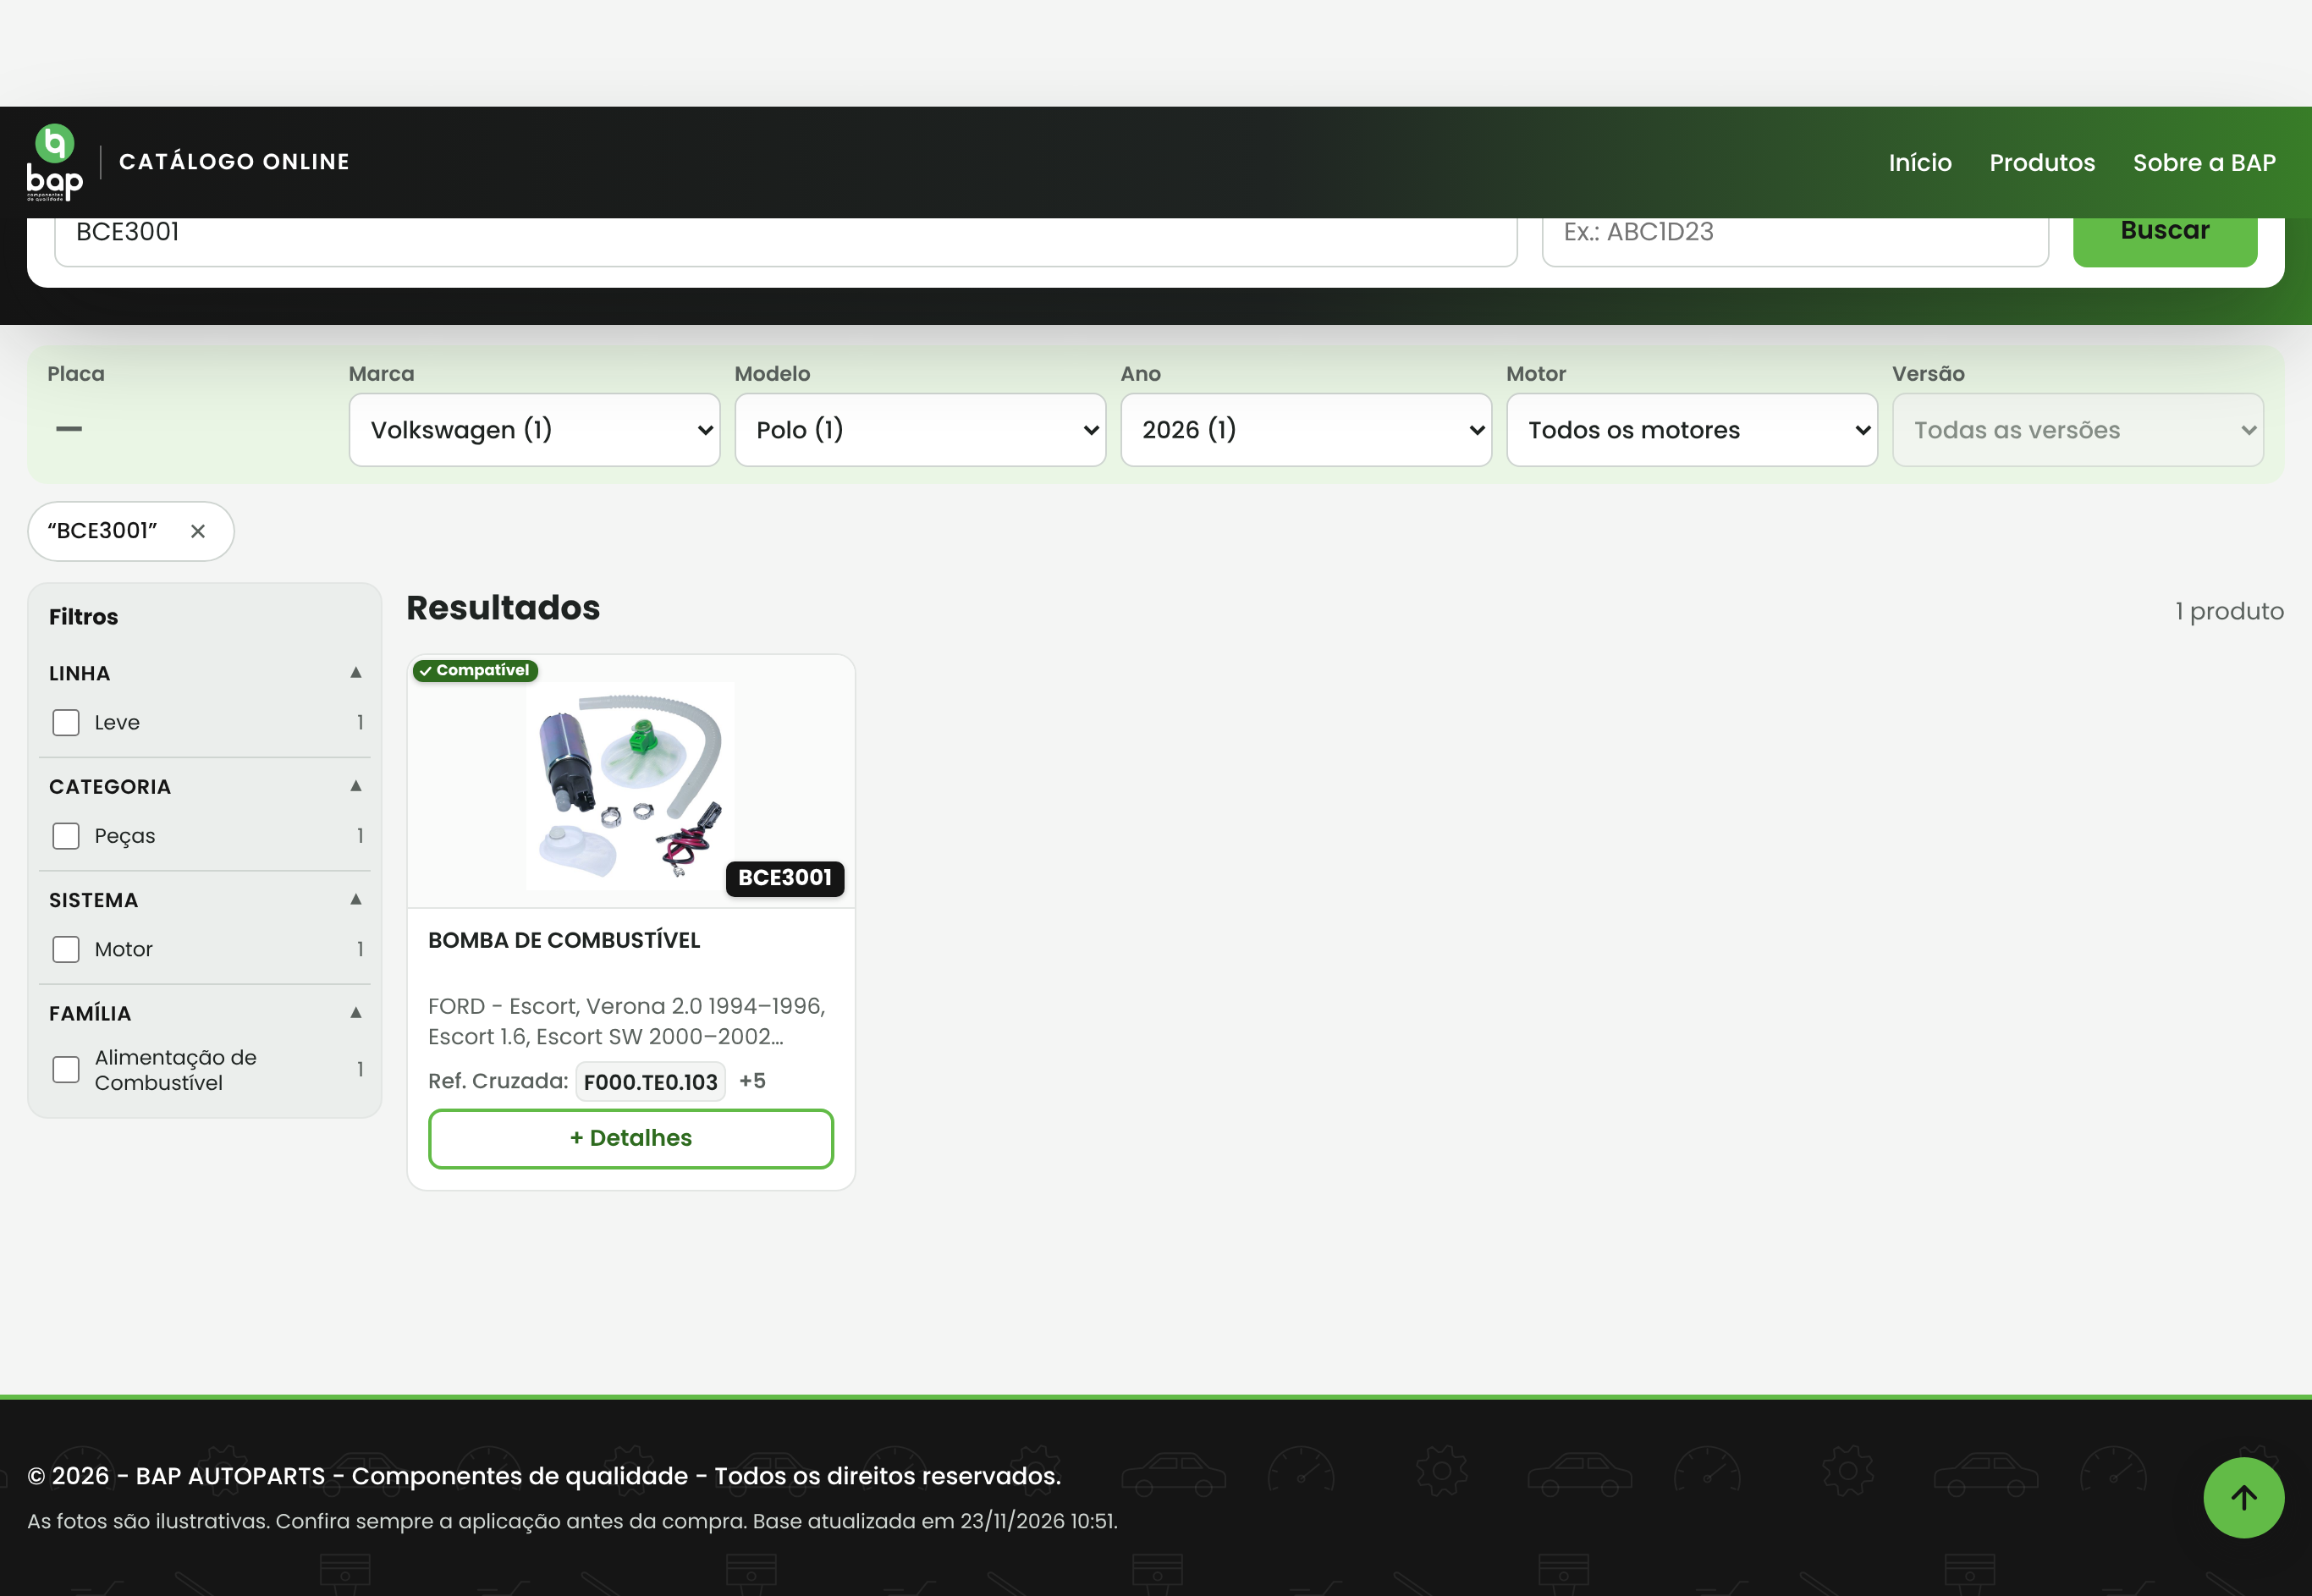 bap
CATÁLOGO ONLINE
Início
Produtos
Sobre a BAP
BCE3001
Ex.: ABC1D23
Buscar
Placa
—
Marca
Volkswagen (1)
Modelo
Polo (1)
Ano
2026 (1)
Motor
Todos os motores
Versão
Todas as versões
“BCE3001” ×
Filtros
LINHA
Leve 1
CATEGORIA
Peças 1
SISTEMA
Motor 1
FAMÍLIA
Alimentação de
Combustível 1
Resultados
1 produto
Compatível
BCE3001
BOMBA DE COMBUSTÍVEL
FORD - Escort, Verona 2.0 1994–1996,
Escort 1.6, Escort SW 2000–2002...
Ref. Cruzada: F000.TE0.103 +5
+ Detalhes
© 2026 - BAP AUTOPARTS - Componentes de qualidade - Todos os direitos reservados.
As fotos são ilustrativas. Confira sempre a aplicação antes da compra. Base atualizada em 23/11/2026 10:51.